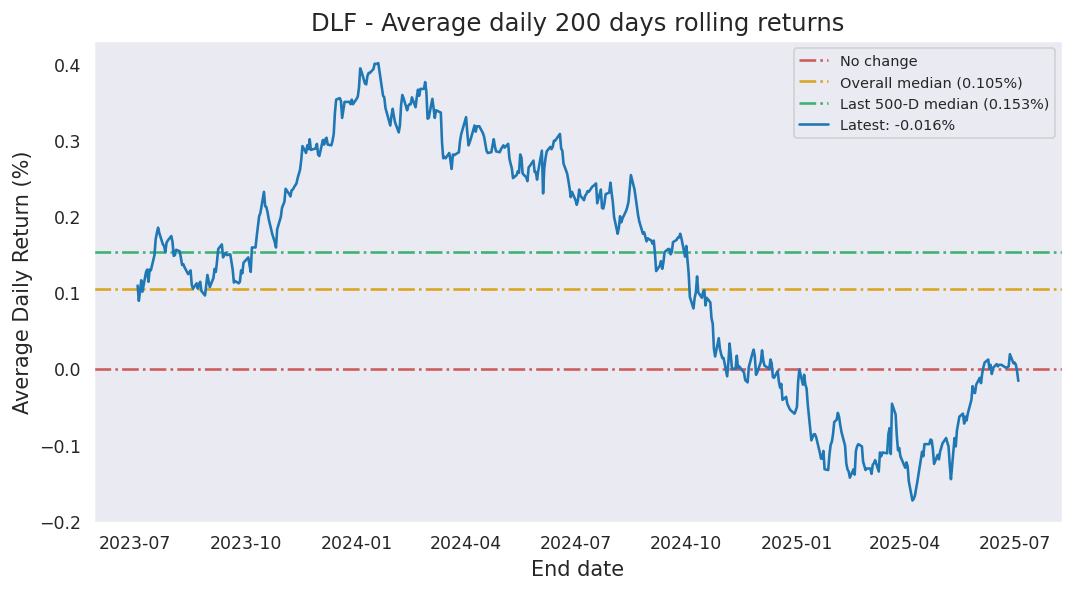 DLF - Average daily 200 days rolling returns
No change
Overall median (0.105%)
Last 500-D median (0.153%)
Latest: -0.016%
Average Daily Return (%)
0.4
0.3
0.2
0.1
0.0
−0.1
−0.2
2023-07 2023-10 2024-01 2024-04 2024-07 2024-10 2025-01 2025-04 2025-07
End date